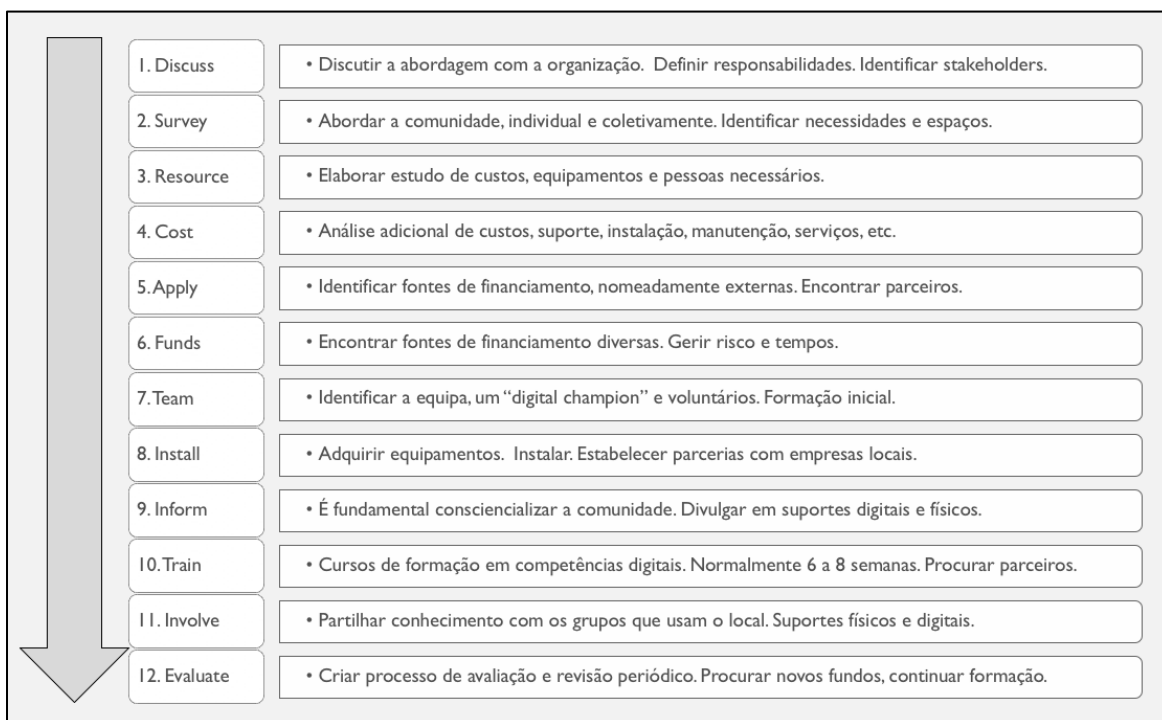 1. Discuss
• Discutir a abordagem com a organização. Definir responsabilidades. Identificar stakeholders.
2. Survey
• Abordar a comunidade, individual e coletivamente. Identificar necessidades e espaços.
3. Resource
• Elaborar estudo de custos, equipamentos e pessoas necessários.
4. Cost
• Análise adicional de custos, suporte, instalação, manutenção, serviços, etc.
5. Apply
• Identificar fontes de financiamento, nomeadamente externas. Encontrar parceiros.
6. Funds
• Encontrar fontes de financiamento diversas. Gerir risco e tempos.
7. Team
• Identificar a equipa, um “digital champion” e voluntários. Formação inicial.
8. Install
• Adquirir equipamentos. Instalar. Estabelecer parcerias com empresas locais.
9. Inform
• É fundamental consciencializar a comunidade. Divulgar em suportes digitais e físicos.
10. Train
• Cursos de formação em competências digitais. Normalmente 6 a 8 semanas. Procurar parceiros.
11. Involve
• Partilhar conhecimento com os grupos que usam o local. Suportes físicos e digitais.
12. Evaluate
• Criar processo de avaliação e revisão periódico. Procurar novos fundos, continuar formação.